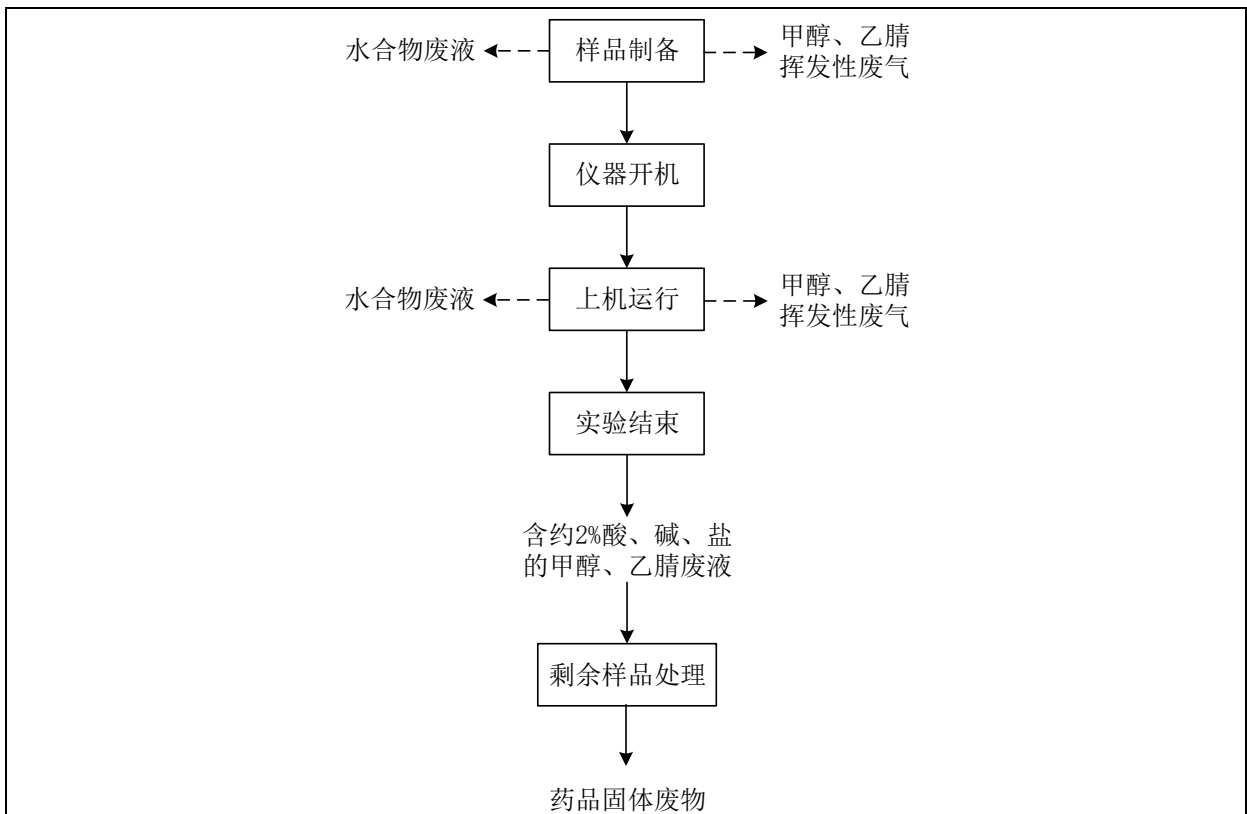 水合物废液
样品制备
甲醇、乙腈
挥发性废气
仪器开机
水合物废液
上机运行
甲醇、乙腈
挥发性废气
实验结束
含约2%酸、碱、盐
的甲醇、乙腈废液
剩余样品处理
药品固体废物